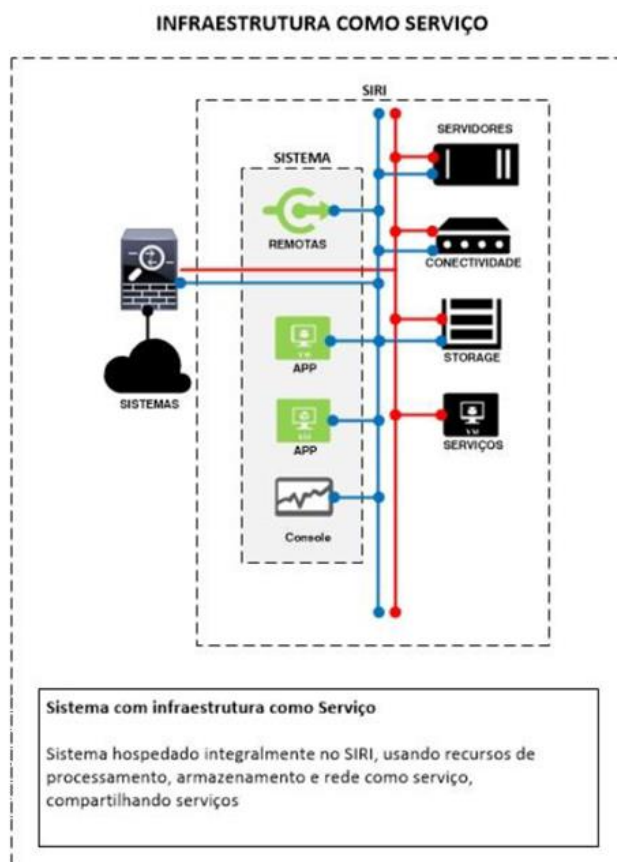 INFRAESTRUTURA COMO SERVIÇO
SIRI
SERVIDORES
SISTEMA
REMOTAS
CONECTIVIDADE
STORAGE
APP
SISTEMAS
APP
SERVIÇOS
Console
Sistema com infraestrutura como Serviço
Sistema hospedado integralmente no SIRI, usando recursos de
processamento, armazenamento e rede como serviço,
compartilhando serviços